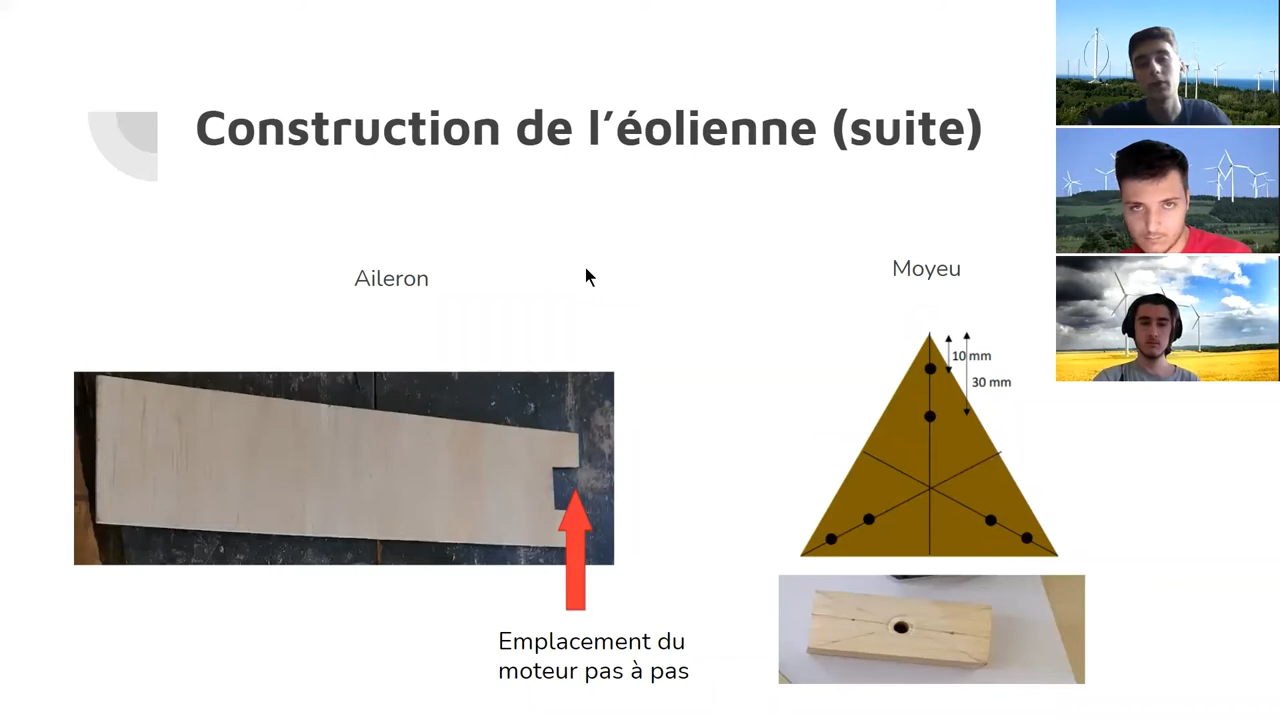 Construction de l’éolienne (suite)
Aileron
Moyeu
10 mm
30 mm
Emplacement du
moteur pas à pas